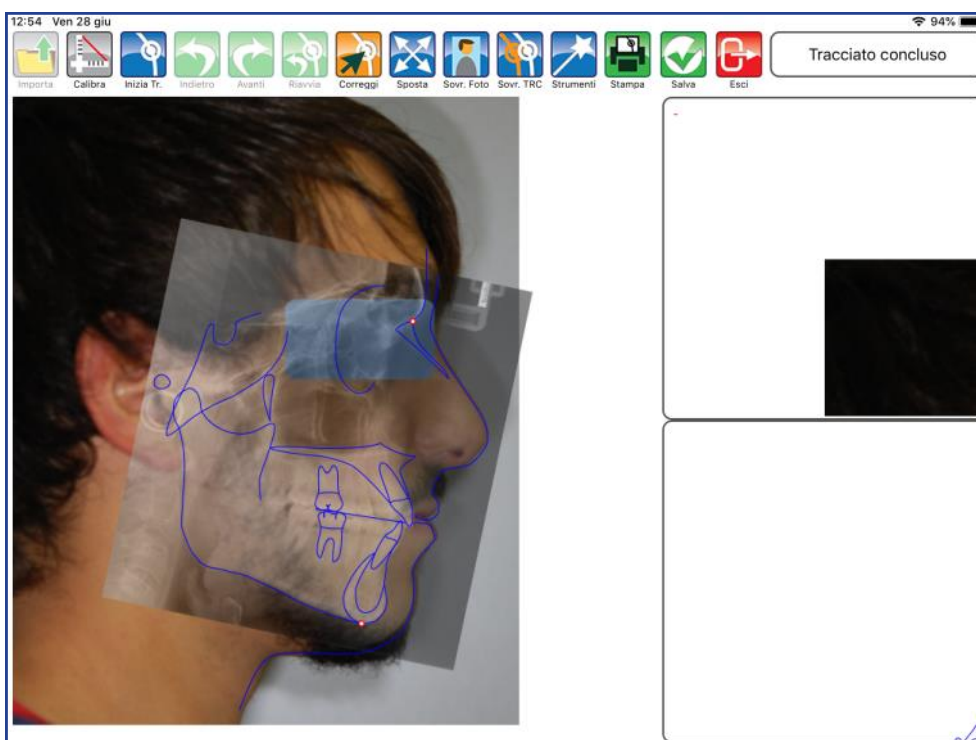 12:54 Ven 28 giu
94%
Importa Calibra Inizia Tr. Indietro Avanti Riavvia Correggi Sposta Sovr. Foto Sovr. TRC Strumenti Stampa Salva Esci
Tracciato concluso